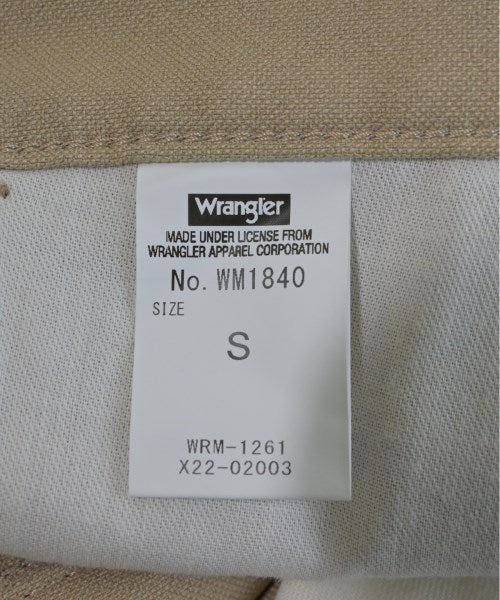 Wrangler
MADE UNDER LICENSE FROM
WRANGLER APPAREL CORPORATION
No. WM1840
SIZE
S
WRM-1261
X22-02003